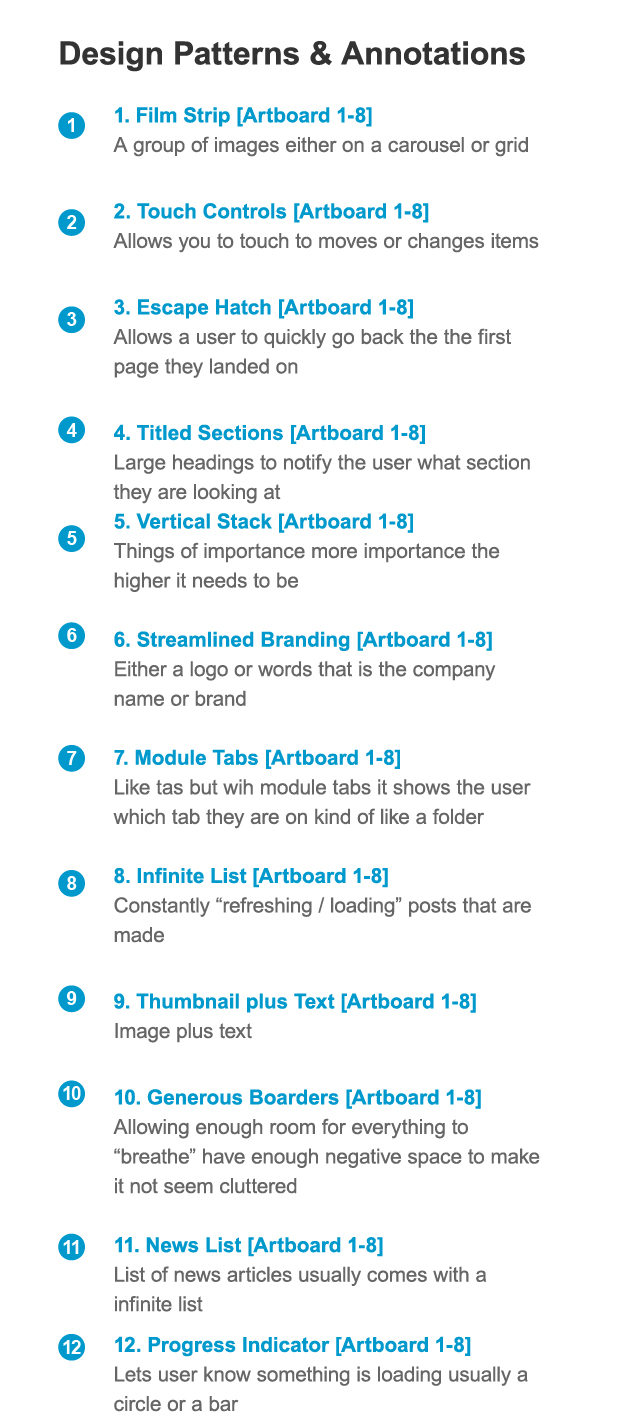 Design Patterns & Annotations
1
1. Film Strip [Artboard 1-8]
A group of images either on a carousel or grid
2
2. Touch Controls [Artboard 1-8]
Allows you to touch to moves or changes items
3
3. Escape Hatch [Artboard 1-8]
Allows a user to quickly go back the the first
page they landed on
4
4. Titled Sections [Artboard 1-8]
Large headings to notify the user what section
they are looking at
5
5. Vertical Stack [Artboard 1-8]
Things of importance more importance the
higher it needs to be
6
6. Streamlined Branding [Artboard 1-8]
Either a logo or words that is the company
name or brand
7
7. Module Tabs [Artboard 1-8]
Like tas but wih module tabs it shows the user
which tab they are on kind of like a folder
8
8. Infinite List [Artboard 1-8]
Constantly “refreshing / loading” posts that are
made
9
9. Thumbnail plus Text [Artboard 1-8]
Image plus text
10
10. Generous Boarders [Artboard 1-8]
Allowing enough room for everything to
“breathe” have enough negative space to make
it not seem cluttered
11
11. News List [Artboard 1-8]
List of news articles usually comes with a
infinite list
12
12. Progress Indicator [Artboard 1-8]
Lets user know something is loading usually a
circle or a bar